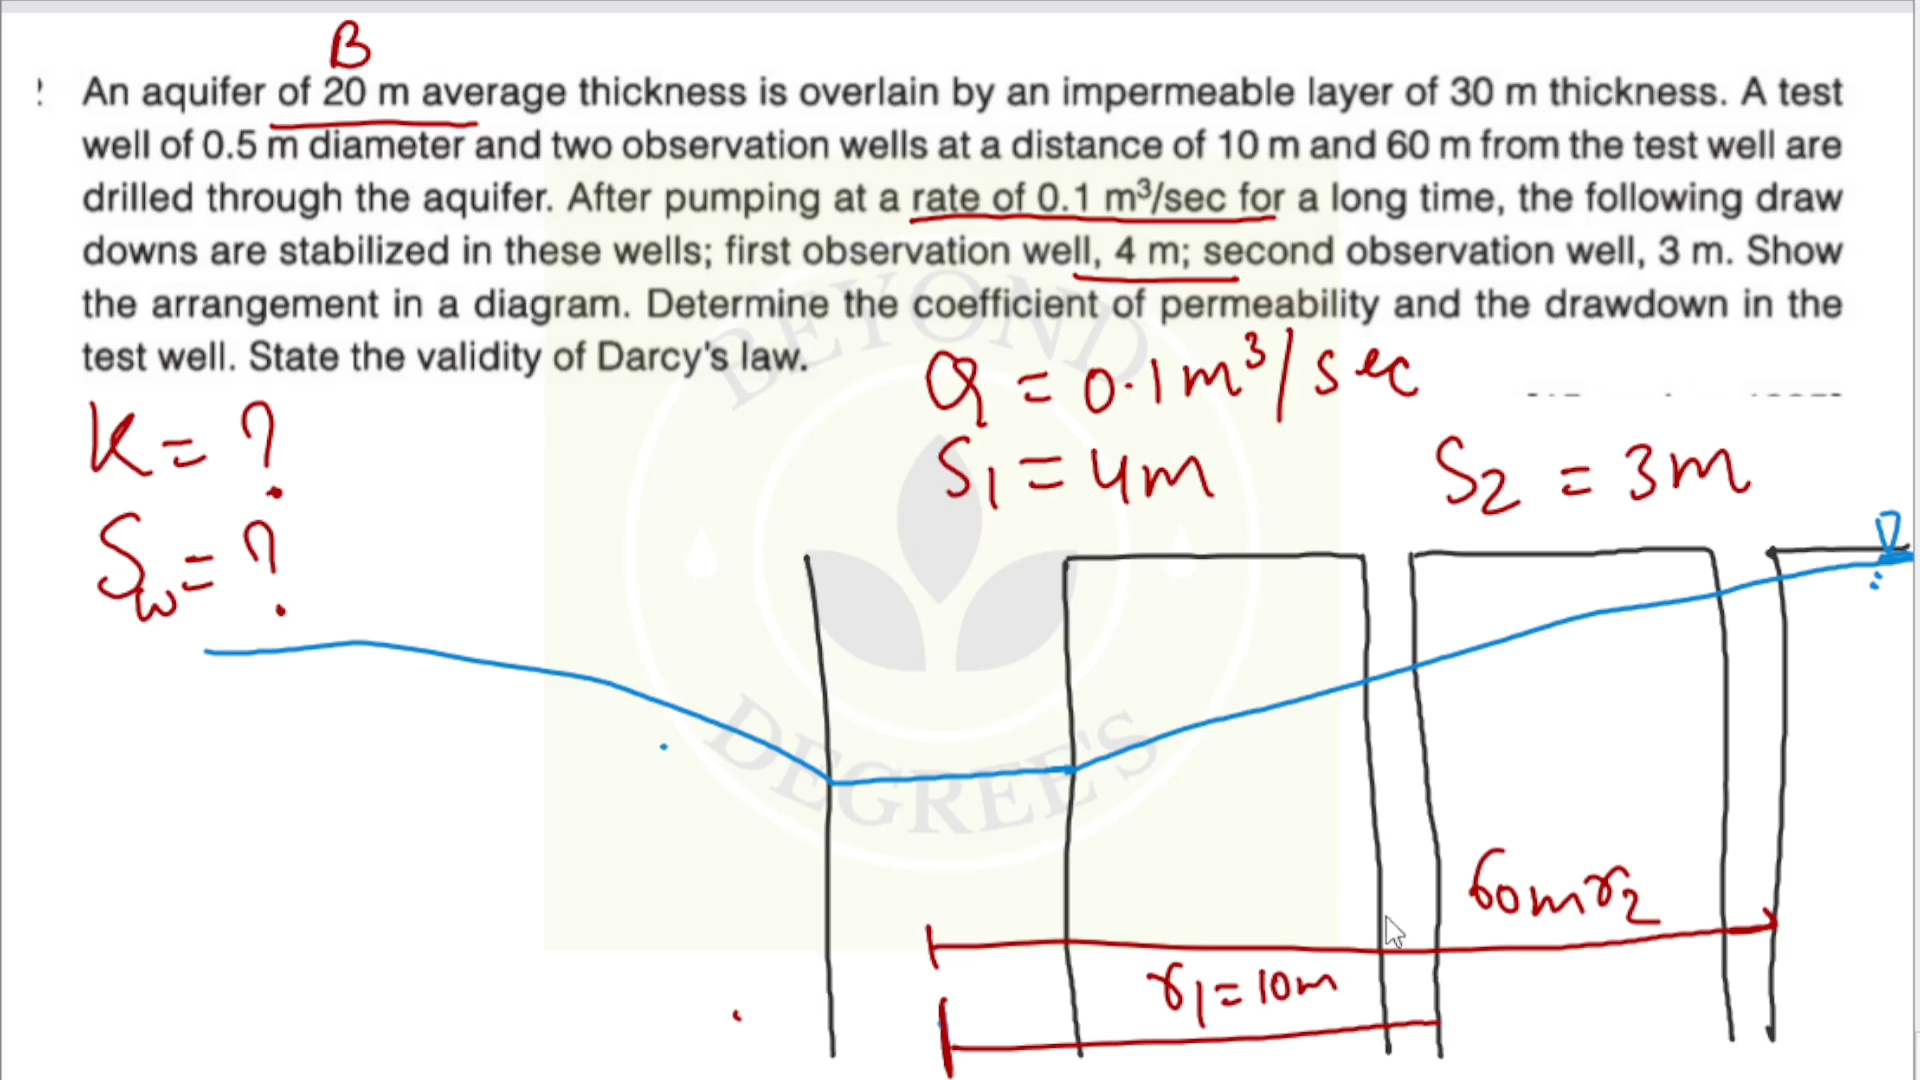 B
An aquifer of 20 m average thickness is overlain by an impermeable layer of 30 m thickness. A test
well of 0.5 m diameter and two observation wells at a distance of 10 m and 60 m from the test well are
drilled through the aquifer. After pumping at a rate of 0.1 m³/sec for a long time, the following draw
downs are stabilized in these wells; first observation well, 4 m; second observation well, 3 m. Show
the arrangement in a diagram. Determine the coefficient of permeability and the drawdown in the
test well. State the validity of Darcy's law.
Q = 0.1 m³/sec
K = ?
S₁ = 4m
S₂ = 3m
Sw = ?
BEYOND
DEGREE'S
60m r₂
r₁ = 10m